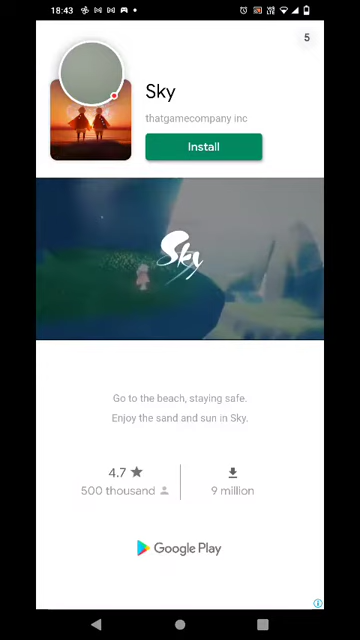 18:43
5
Sky
thatgamecompany inc
Install
Sky
Go to the beach, staying safe.
Enjoy the sand and sun in Sky.
4.7
500 thousand
9 million
Google Play